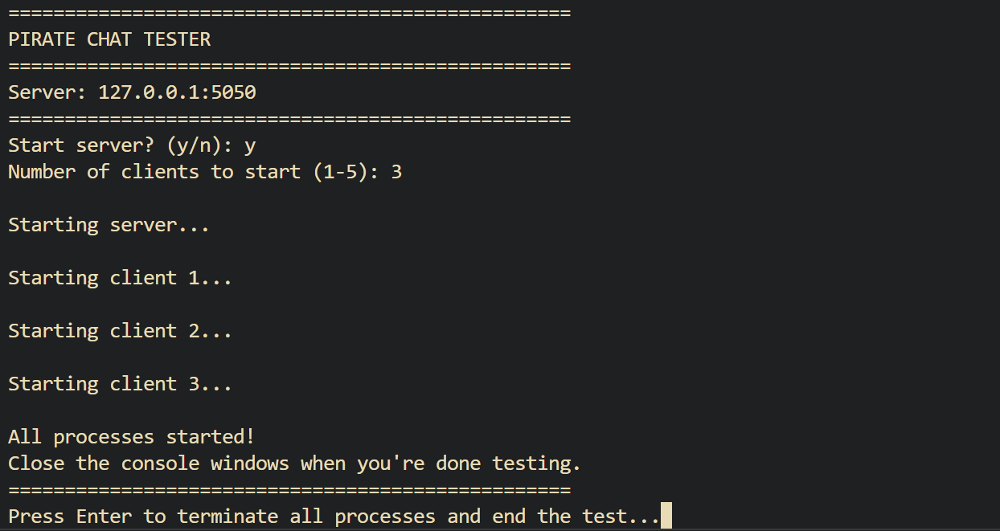 ==================================================
PIRATE CHAT TESTER
==================================================
Server: 127.0.0.1:5050
==================================================
Start server? (y/n): y
Number of clients to start (1-5): 3
Starting server...
Starting client 1...
Starting client 2...
Starting client 3...
All processes started!
Close the console windows when you're done testing.
==================================================
Press Enter to terminate all processes and end the test...